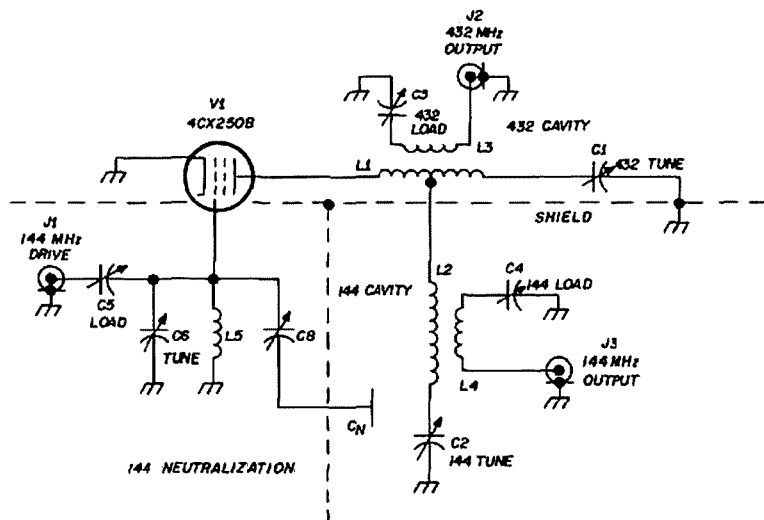 J2
432 MHz
OUTPUT
V1
4CX250B
C3
432
LOAD
432 CAVITY
L3
L1
C1
432 TUNE
SHIELD
J1
144 MHz
DRIVE
C5
LOAD
C6
TUNE
L5
C8
144 CAVITY
L2
C4
144 LOAD
L4
J3
144 MHz
OUTPUT
CN
C2
144 TUNE
144 NEUTRALIZATION